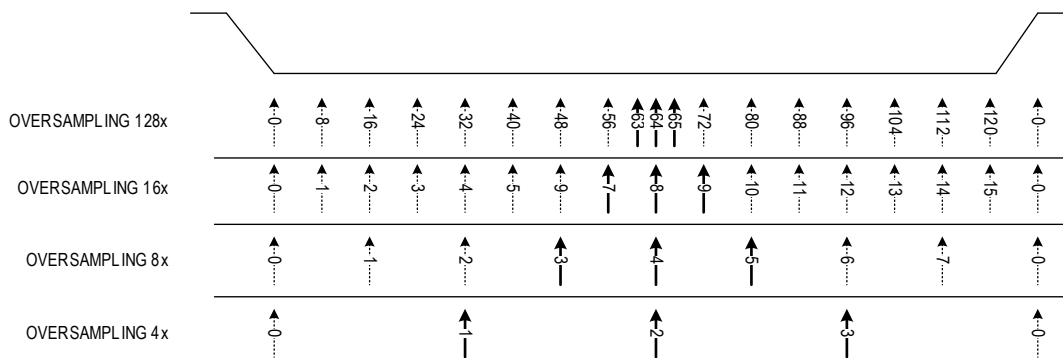 OVERSAMPLING 128x 0 8 16 24 32 40 48 56 63 64 65 72 80 88 96 104 112 120 0
OVERSAMPLING 16x 0 1 2 3 4 5 9 7 8 9 10 11 12 13 14 15 0
OVERSAMPLING 8x 0 1 2 3 4 5 6 7 0
OVERSAMPLING 4x 0 1 2 3 0